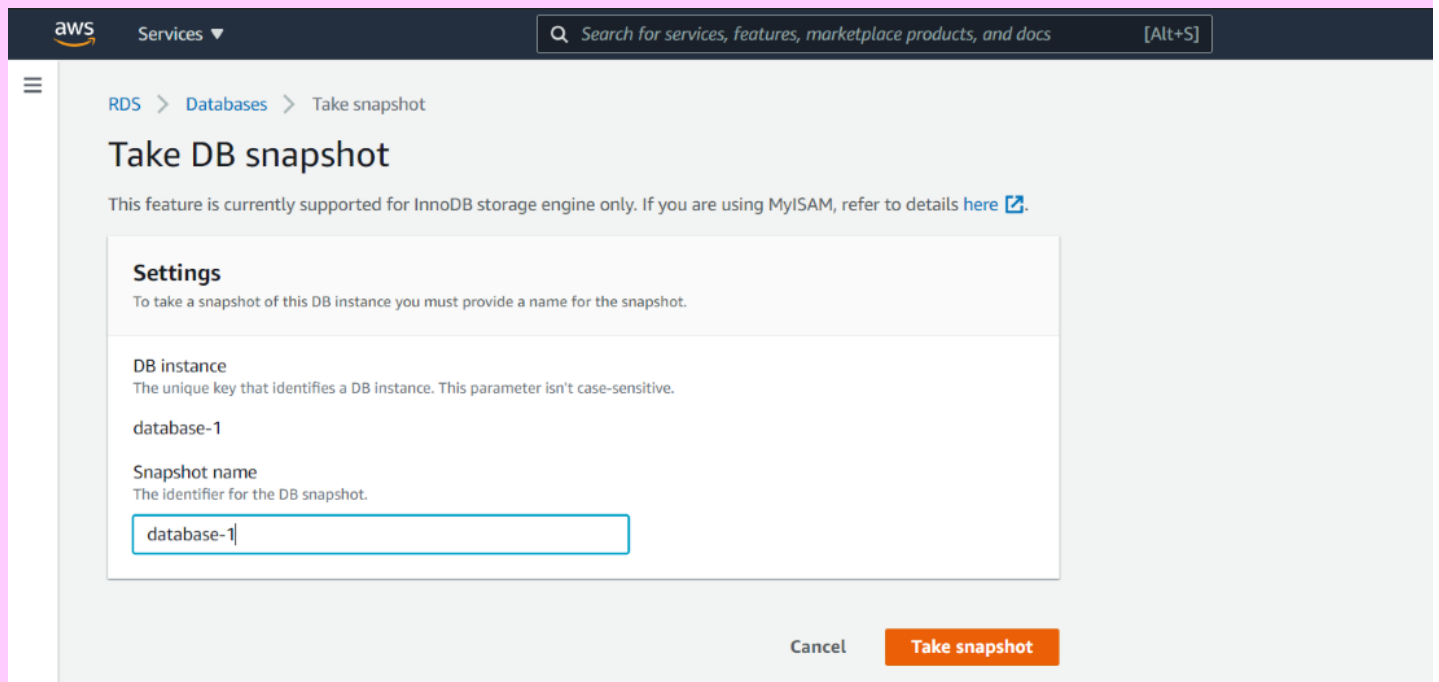 aws Services ▼ Search for services, features, marketplace products, and docs [Alt+S]
RDS > Databases > Take snapshot
Take DB snapshot
This feature is currently supported for InnoDB storage engine only. If you are using MyISAM, refer to details here.
Settings
To take a snapshot of this DB instance you must provide a name for the snapshot.
DB instance
The unique key that identifies a DB instance. This parameter isn't case-sensitive.
database-1
Snapshot name
The identifier for the DB snapshot.
database-1
Cancel Take snapshot